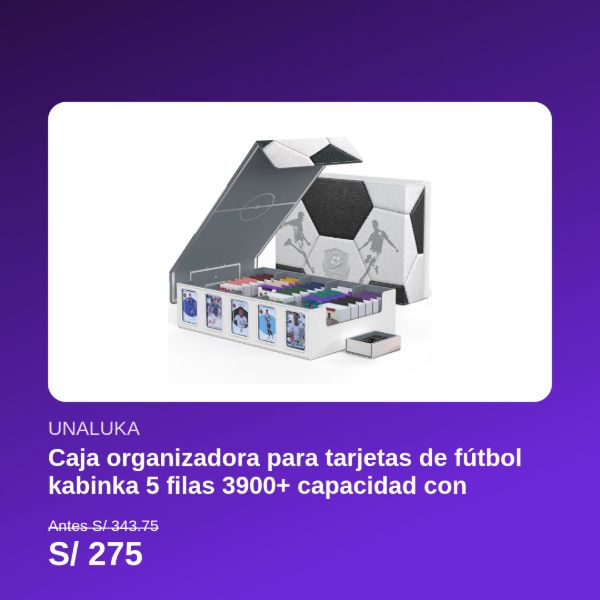 UNALUKA
Caja organizadora para tarjetas de fútbol
kabinka 5 filas 3900+ capacidad con
Antes S/ 343.75
S/ 275